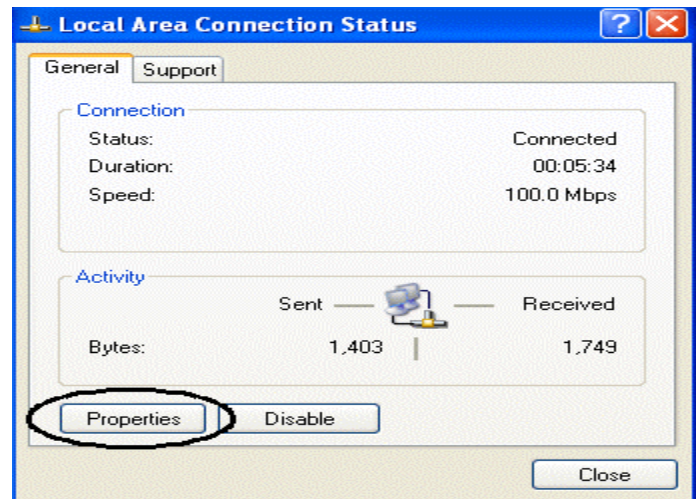 Local Area Connection Status
General Support
Connection
Status: Connected
Duration: 00:05:34
Speed: 100.0 Mbps
Activity
Sent Received
Bytes: 1,403 1,749
Properties Disable
Close